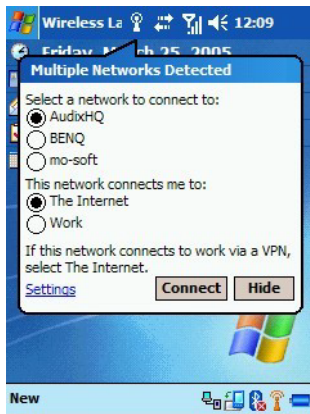 Wireless La 12:09
Friday, M ch 25, 2005
Multiple Networks Detected
Select a network to connect to:
AudixHQ
BENQ
mo-soft
This network connects me to:
The Internet
Work
If this network connects to work via a VPN,
select The Internet.
Settings Connect Hide
New